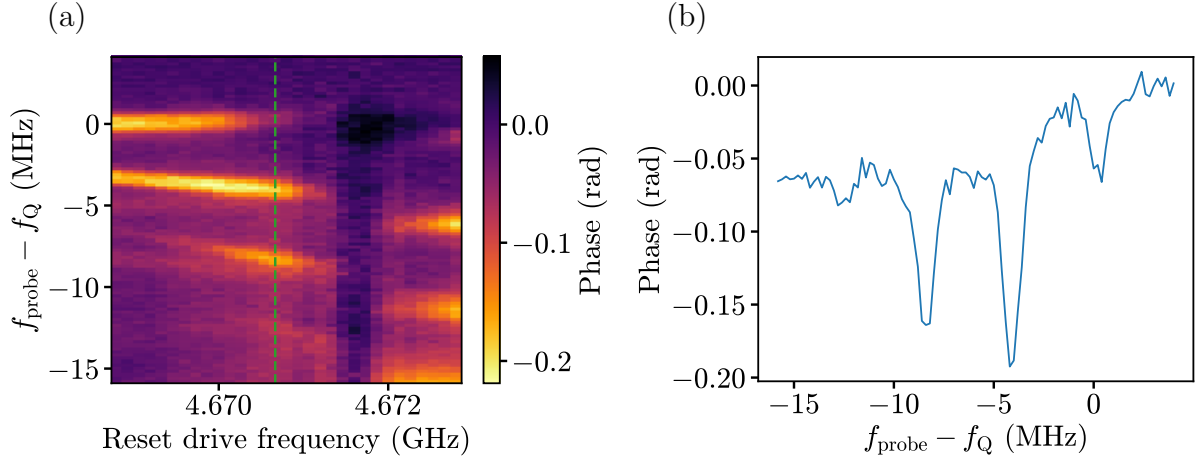 (a)
0
−5
−10
−15
f_probe − f_Q (MHz)
4.670
4.672
Reset drive frequency (GHz)
0.0
−0.1
−0.2
Phase (rad)
(b)
0.00
−0.05
−0.10
−0.15
−0.20
Phase (rad)
−15
−10
−5
0
f_probe − f_Q (MHz)